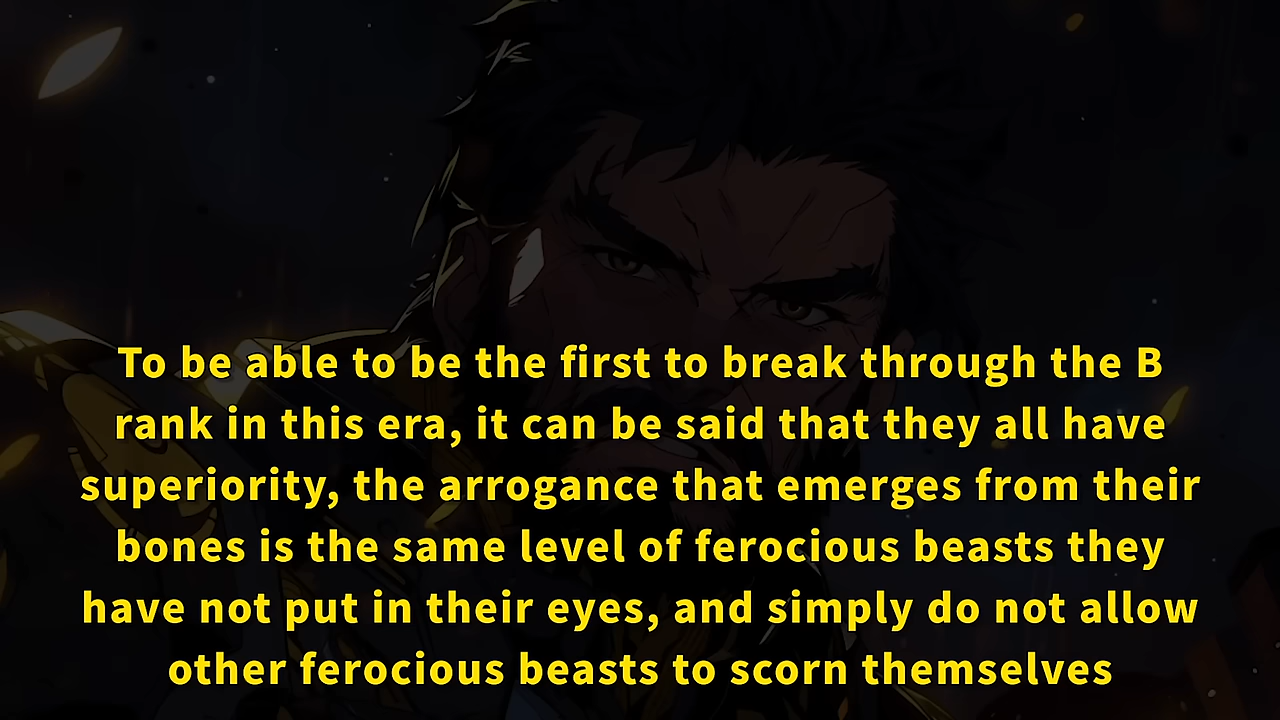 To be able to be the first to break through the B
rank in this era, it can be said that they all have
superiority, the arrogance that emerges from their
bones is the same level of ferocious beasts they
have not put in their eyes, and simply do not allow
other ferocious beasts to scorn themselves